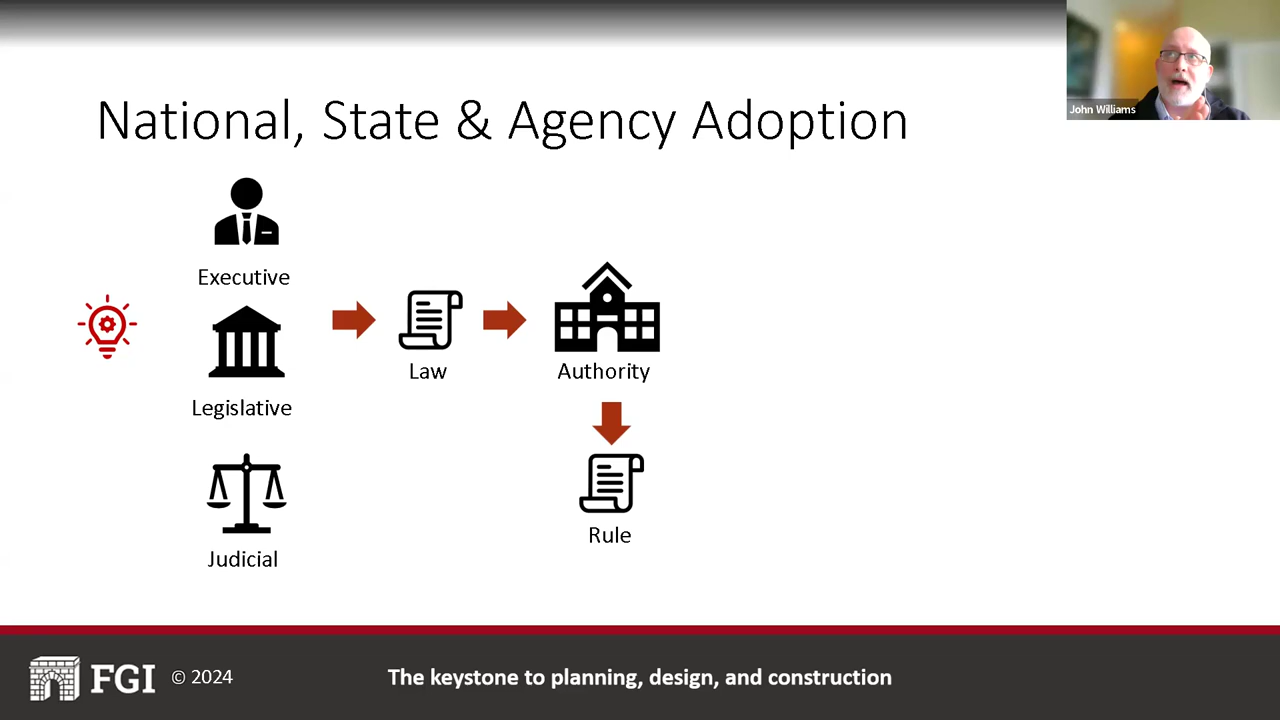 National, State & Agency Adoption
John Williams
Executive
Legislative
Judicial
Law
Authority
Rule
FGI © 2024
The keystone to planning, design, and construction